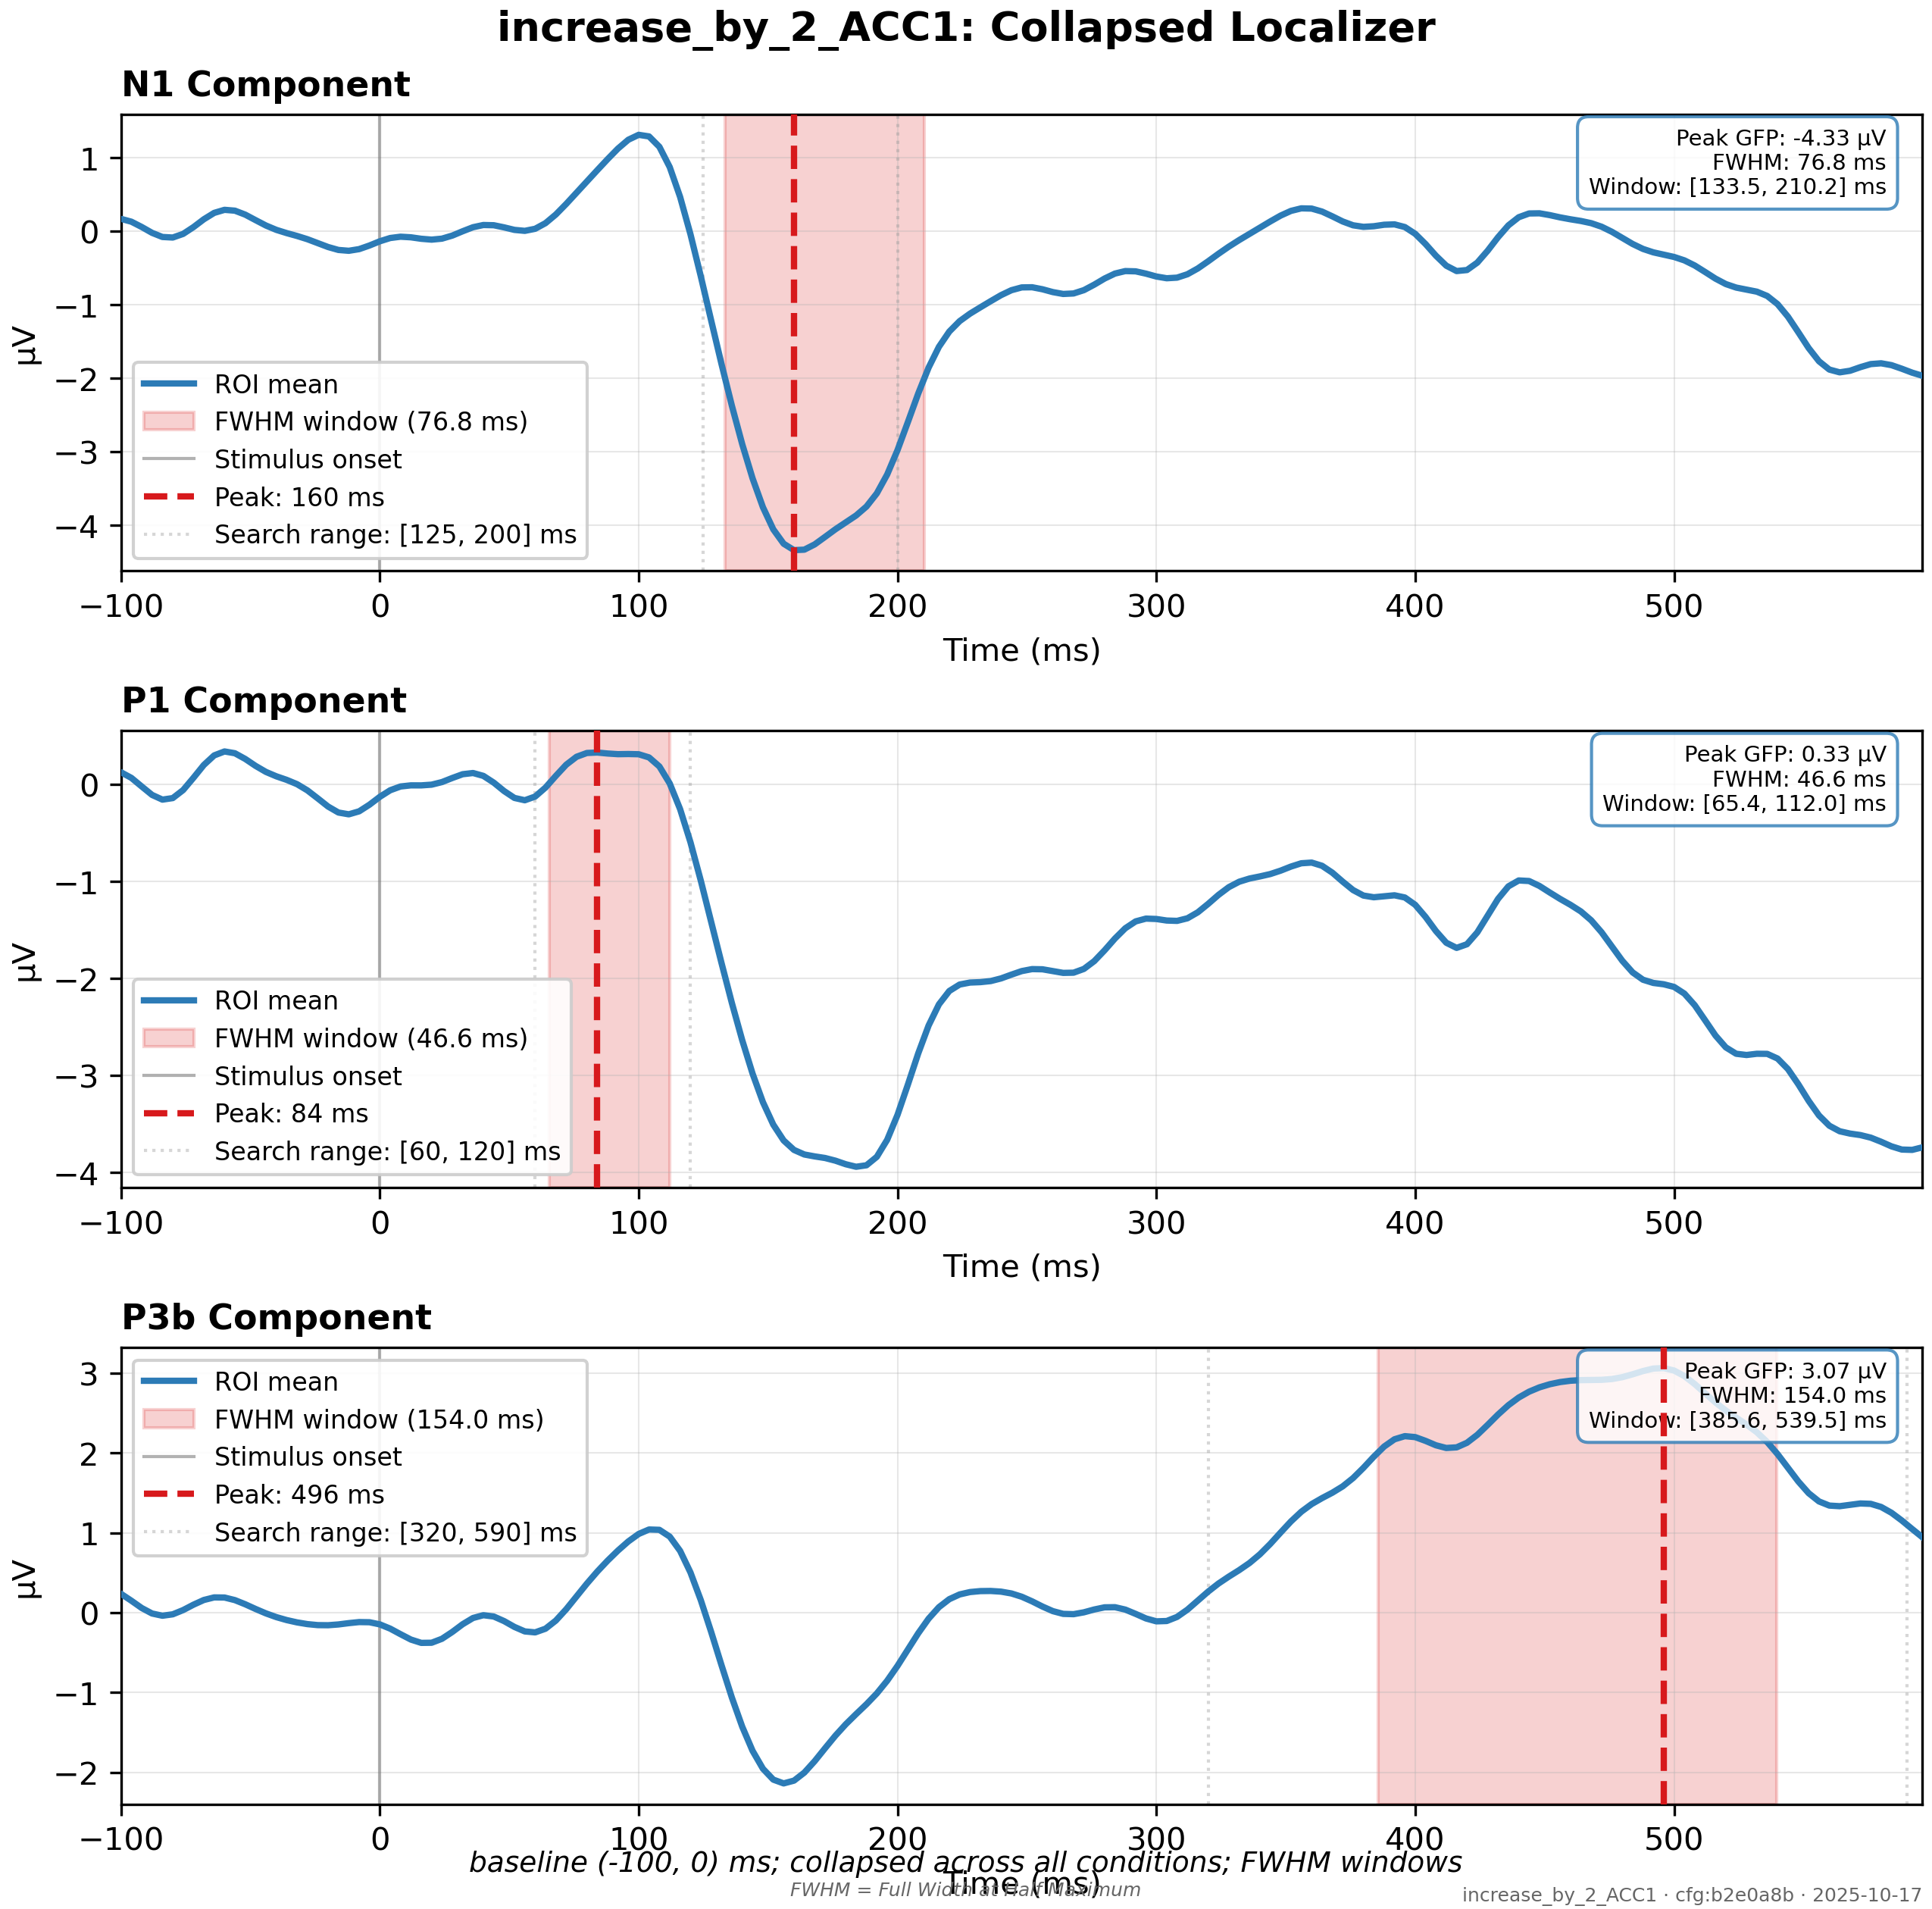 increase_by_2_ACC1: Collapsed Localizer
N1 Component
Peak GFP: -4.33 µV
FWHM: 76.8 ms
Window: [133.5, 210.2] ms
1
0
−1
−2
−3
−4
µV
ROI mean
FWHM window (76.8 ms)
Stimulus onset
Peak: 160 ms
Search range: [125, 200] ms
−100 0 100 200 300 400 500
Time (ms)
P1 Component
Peak GFP: 0.33 µV
FWHM: 46.6 ms
Window: [65.4, 112.0] ms
0
−1
−2
−3
−4
µV
ROI mean
FWHM window (46.6 ms)
Stimulus onset
Peak: 84 ms
Search range: [60, 120] ms
−100 0 100 200 300 400 500
Time (ms)
P3b Component
ROI mean
FWHM window (154.0 ms)
Stimulus onset
Peak: 496 ms
Search range: [320, 590] ms
Peak GFP: 3.07 µV
FWHM: 154.0 ms
Window: [385.6, 539.5] ms
3
2
1
0
−1
−2
µV
−100 0 100 200 300 400 500
baseline (-100, 0) ms; collapsed across all conditions; FWHM windows
Time (ms)
FWHM = Full Width at Half Maximum
increase_by_2_ACC1 · cfg:b2e0a8b · 2025-10-17